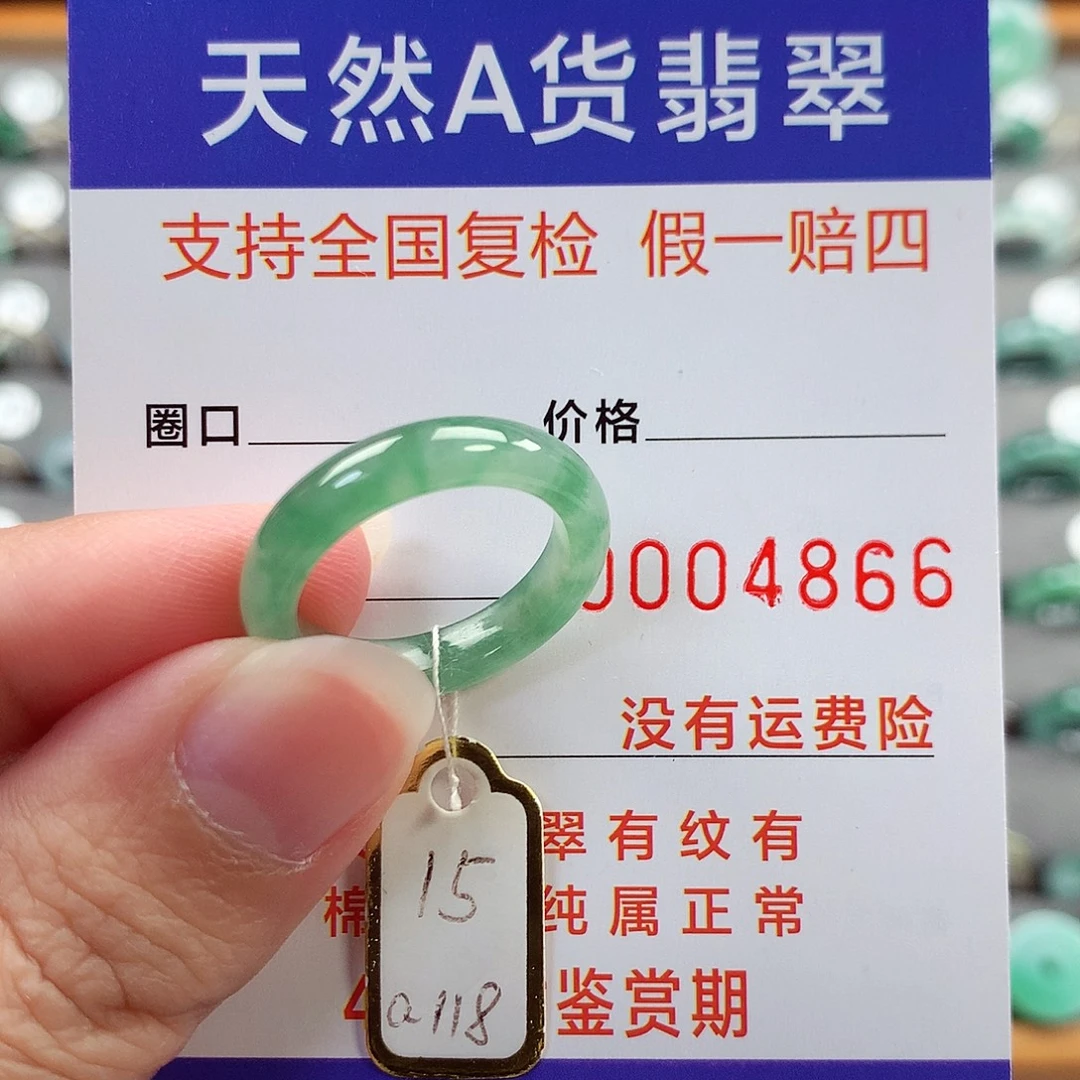 天然A货翡翠
支持全国复检 假一赔四
圈口 价格
0004866
没有运费险
翠有纹有
棉 纯属正常
鉴赏期
15
a118